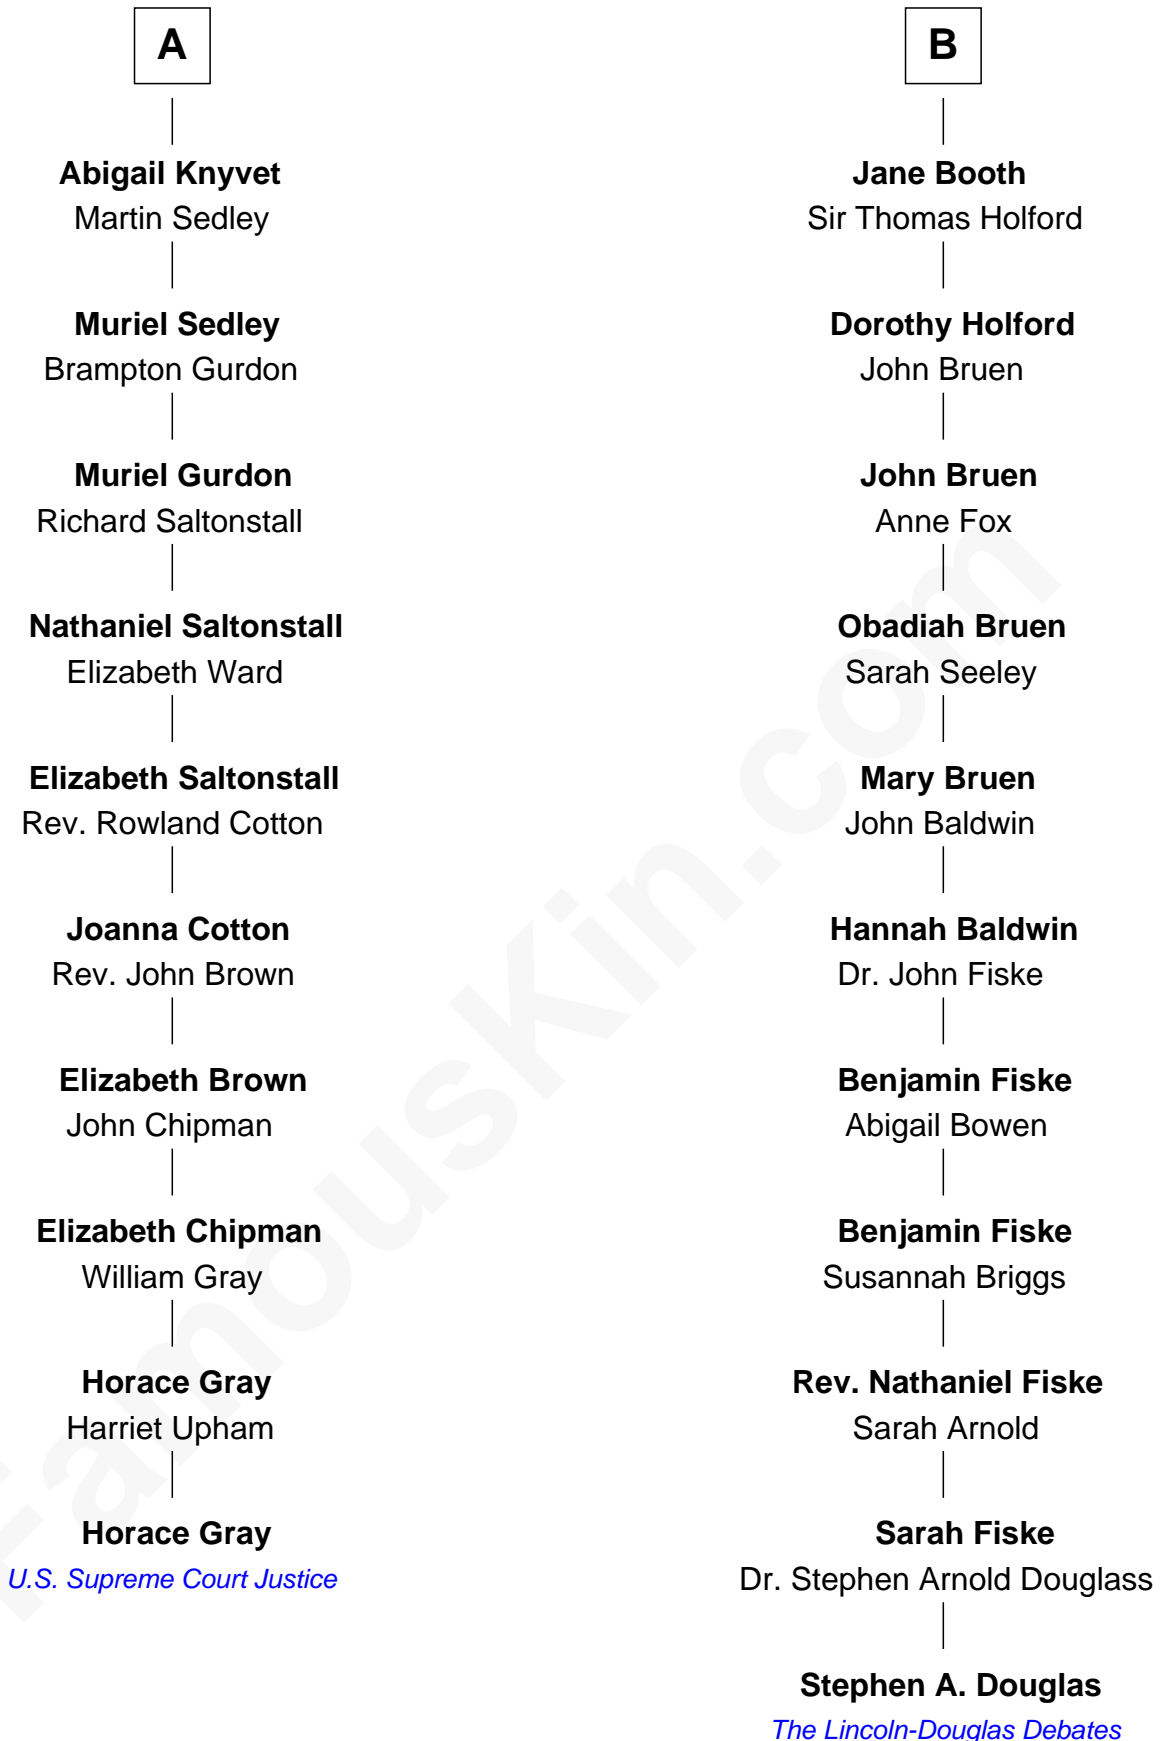 A
Abigail Knyvet
Martin Sedley
Muriel Sedley
Brampton Gurdon
Muriel Gurdon
Richard Saltonstall
Nathaniel Saltonstall
Elizabeth Ward
Elizabeth Saltonstall
Rev. Rowland Cotton
Joanna Cotton
Rev. John Brown
Elizabeth Brown
John Chipman
Elizabeth Chipman
William Gray
Horace Gray
Harriet Upham
Horace Gray
U.S. Supreme Court Justice
B
Jane Booth
Sir Thomas Holford
Dorothy Holford
John Bruen
John Bruen
Anne Fox
Obadiah Bruen
Sarah Seeley
Mary Bruen
John Baldwin
Hannah Baldwin
Dr. John Fiske
Benjamin Fiske
Abigail Bowen
Benjamin Fiske
Susannah Briggs
Rev. Nathaniel Fiske
Sarah Arnold
Sarah Fiske
Dr. Stephen Arnold Douglass
Stephen A. Douglas
The Lincoln-Douglas Debates
FamousKin.com